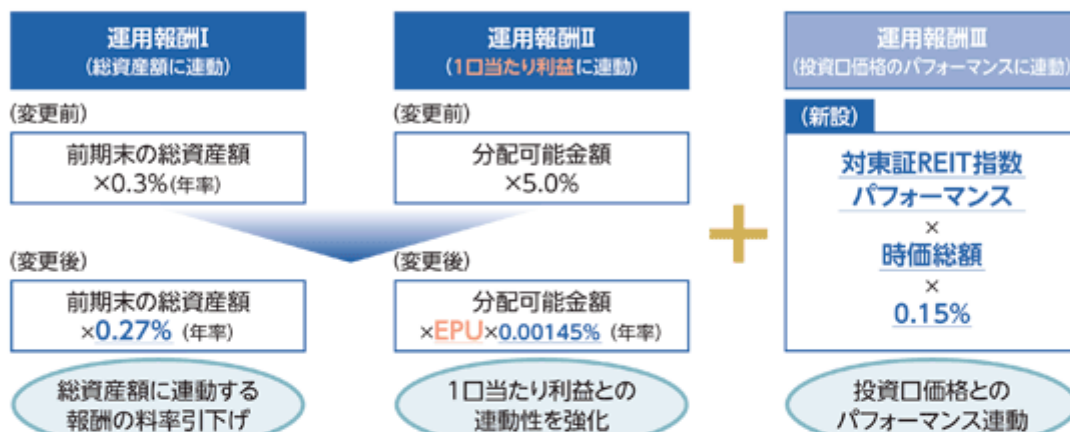 運用報酬Ⅰ
(総資産額に連動)
(変更前)
前期末の総資産額
×0.3%(年率)
(変更後)
前期末の総資産額
×0.27% (年率)
総資産額に連動する
報酬の料率引下げ
運用報酬Ⅱ
(1口当たり利益に連動)
(変更前)
分配可能金額
×5.0%
(変更後)
分配可能金額
×EPU×0.00145% (年率)
1口当たり利益との
連動性を強化
+
運用報酬Ⅲ
(投資口価格のパフォーマンスに連動)
(新設)
対東証REIT指数
パフォーマンス
×
時価総額
×
0.15%
投資口価格との
パフォーマンス連動